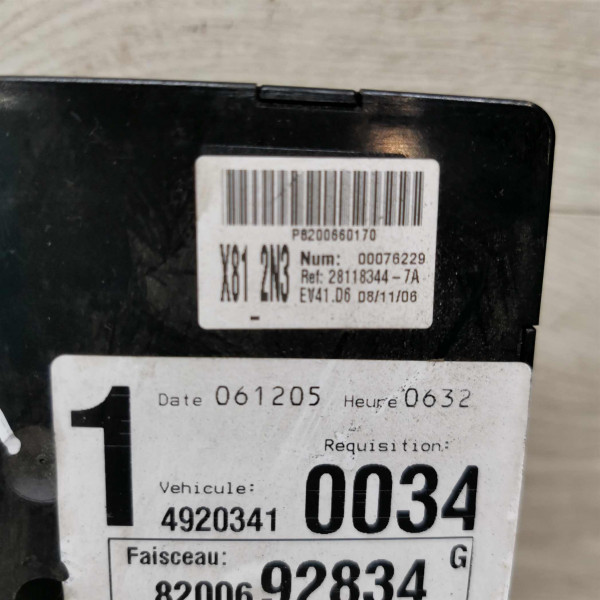 P8200660170
X81 2N3
Num: 00076229
Ref: 28118344-7A
EV41.D6 08/11/06
1
Date 061205 Heure 0632
Requisition:
Vehicule: 0034
4920341
Faisceau: G
82006 92834